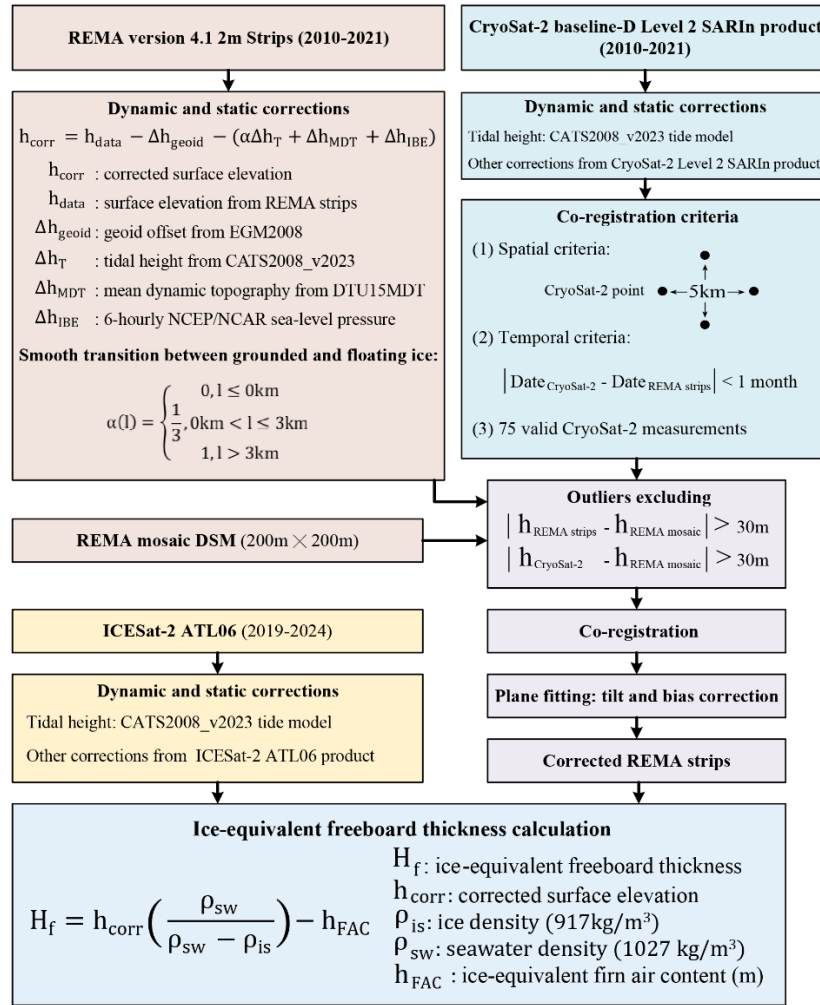 REMA version 4.1 2m Strips (2010-2021)
Dynamic and static corrections
h_corr = h_data − Δh_geoid − (αΔh_T + Δh_MDT + Δh_IBE)
h_corr : corrected surface elevation
h_data : surface elevation from REMA strips
Δh_geoid : geoid offset from EGM2008
Δh_T : tidal height from CATS2008_v2023
Δh_MDT : mean dynamic topography from DTU15MDT
Δh_IBE : 6-hourly NCEP/NCAR sea-level pressure
Smooth transition between grounded and floating ice:
0, l ≤ 0km
α(l) = { 1/3, 0km < l ≤ 3km
1, l > 3km
CryoSat-2 baseline-D Level 2 SARIn product
(2010-2021)
Dynamic and static corrections
Tidal height: CATS2008_v2023 tide model
Other corrections from CryoSat-2 Level 2 SARIn product
Co-registration criteria
(1) Spatial criteria:
CryoSat-2 point
5km
(2) Temporal criteria:
| Date_CryoSat-2 - Date_REMA strips | < 1 month
(3) 75 valid CryoSat-2 measurements
REMA mosaic DSM (200m × 200m)
Outliers excluding
| h_REMA strips - h_REMA mosaic | > 30m
| h_CryoSat-2 - h_REMA mosaic | > 30m
Co-registration
Plane fitting: tilt and bias correction
Corrected REMA strips
ICESat-2 ATL06 (2019-2024)
Dynamic and static corrections
Tidal height: CATS2008_v2023 tide model
Other corrections from ICESat-2 ATL06 product
Ice-equivalent freeboard thickness calculation
H_f = h_corr (ρ_sw / (ρ_sw − ρ_is)) − h_FAC
H_f : ice-equivalent freeboard thickness
h_corr : corrected surface elevation
ρ_is : ice density (917kg/m³)
ρ_sw : seawater density (1027 kg/m³)
h_FAC : ice-equivalent firn air content (m)